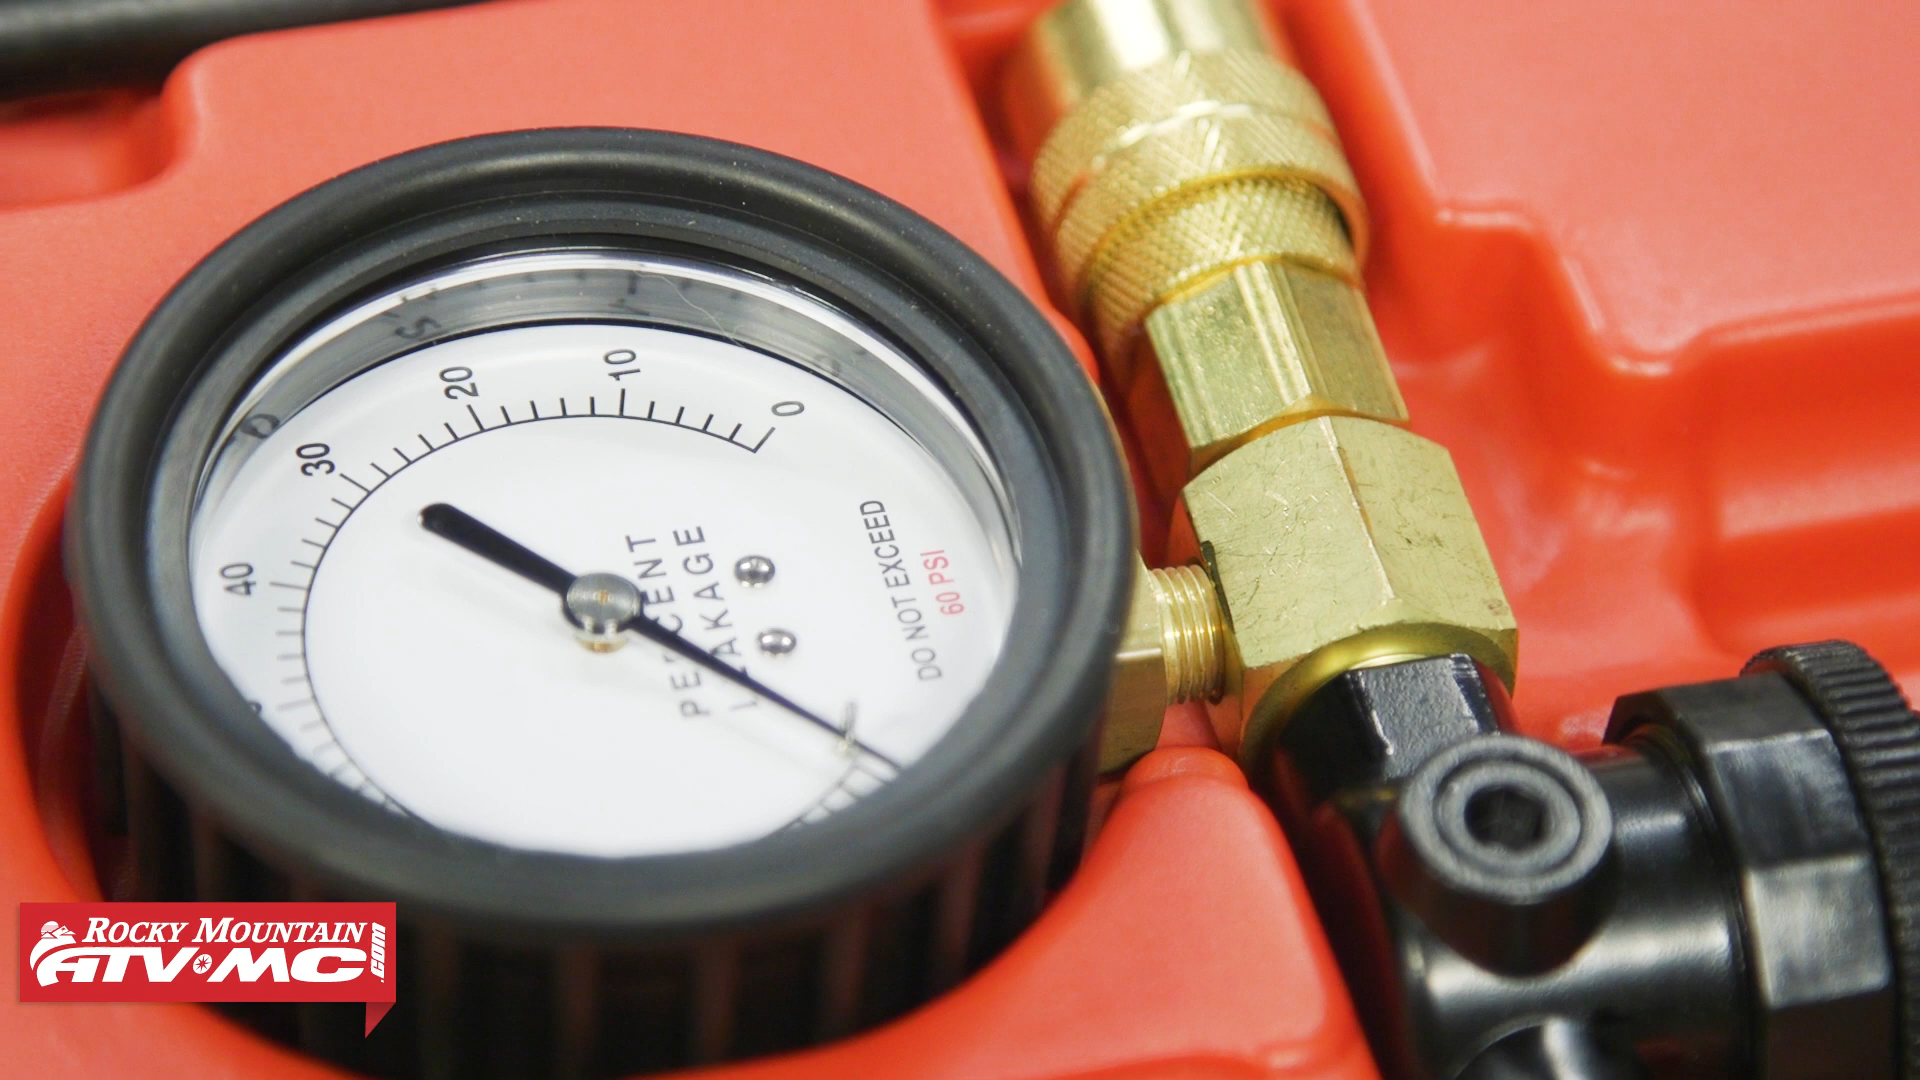 0
10
20
30
40
PERCENT
LEAKAGE
DO NOT EXCEED
60 PSI
ROCKY MOUNTAIN
ATV MC .COM